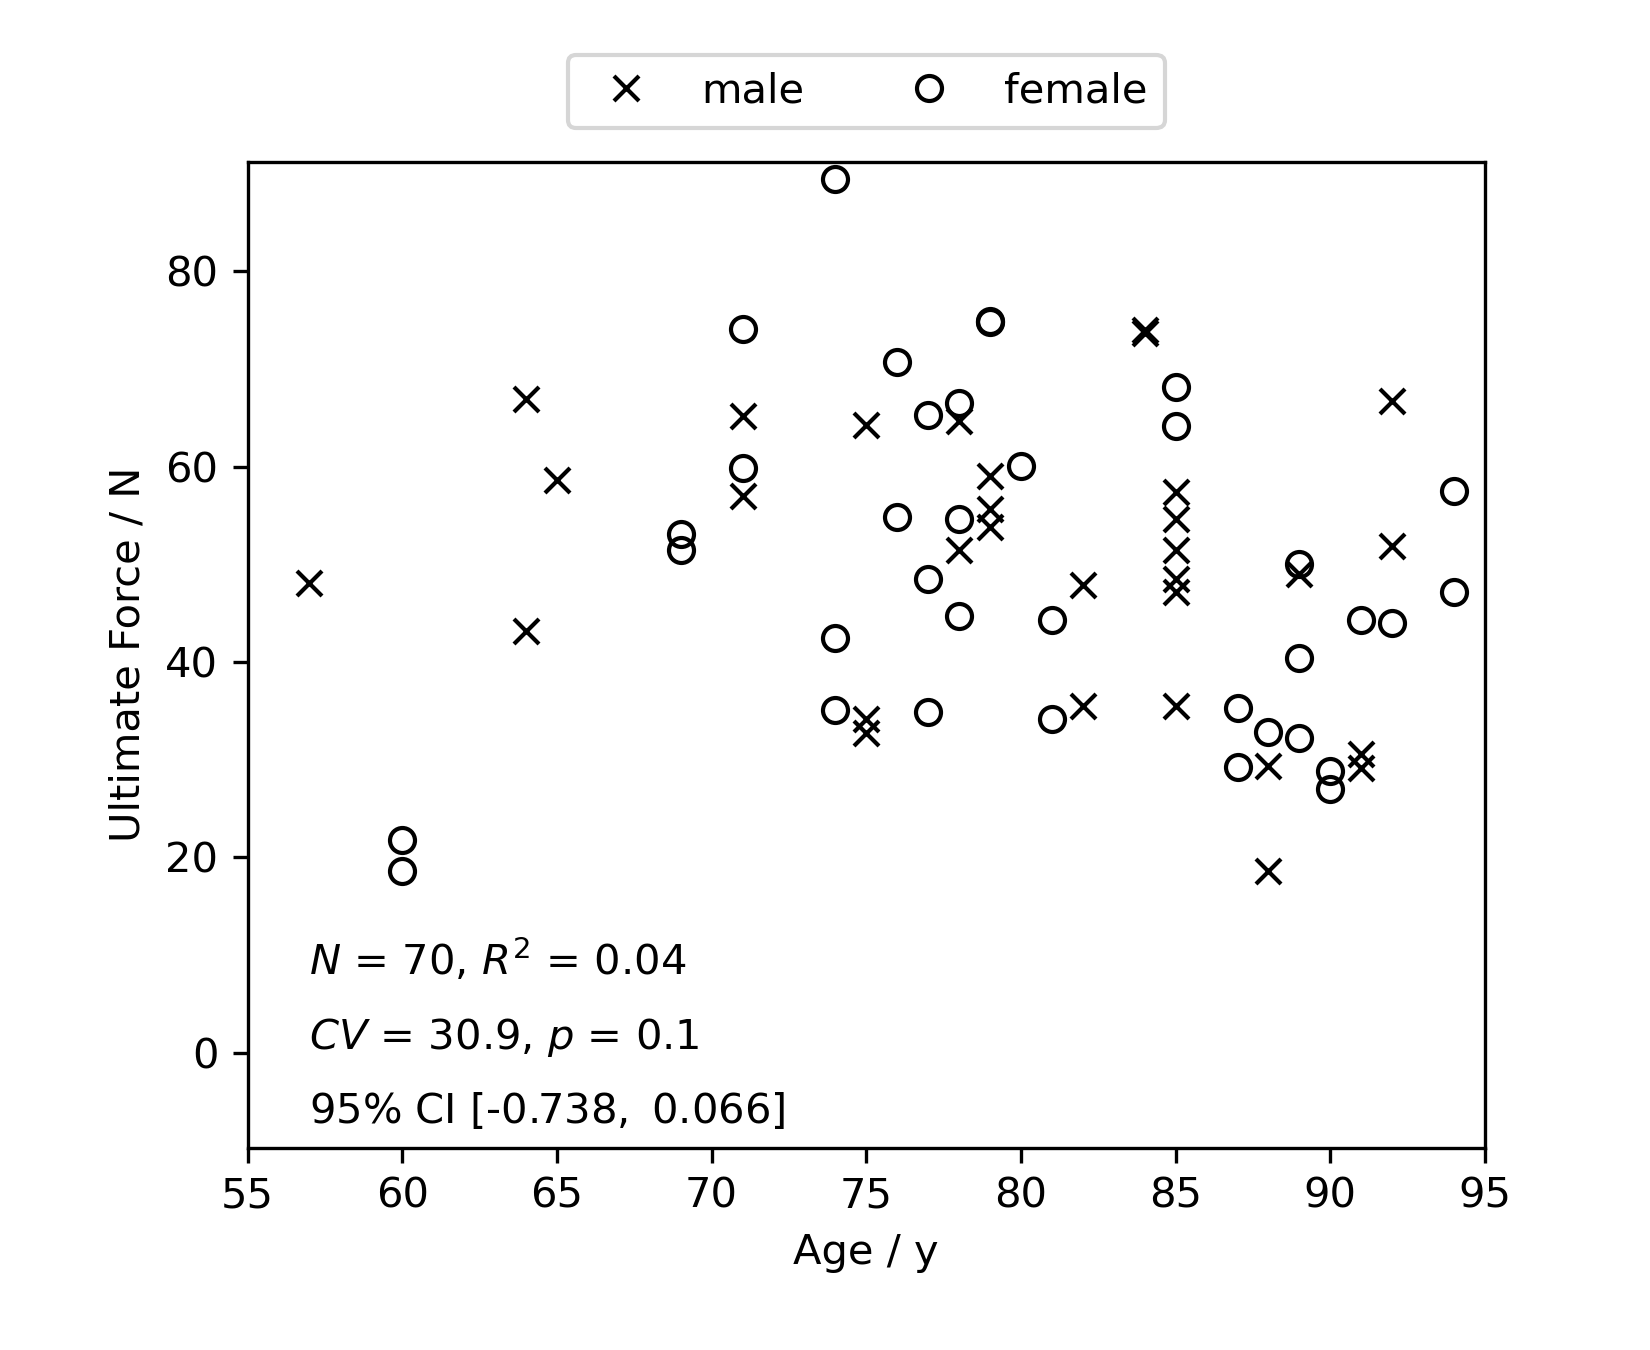 male female
80
60
40
20
0
Ultimate Force / N
N = 70, R² = 0.04
CV = 30.9, p = 0.1
95% CI [-0.738, 0.066]
55 60 65 70 75 80 85 90 95
Age / y